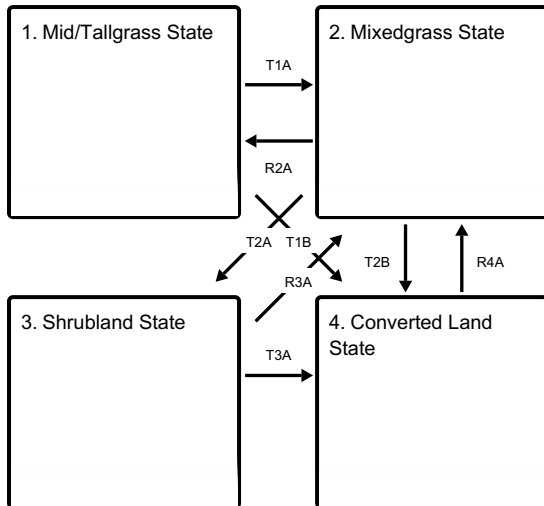 1. Mid/Tallgrass State
2. Mixedgrass State
T1A
R2A
T2A
T1B
T2B
R4A
R3A
3. Shrubland State
4. Converted Land
State
T3A